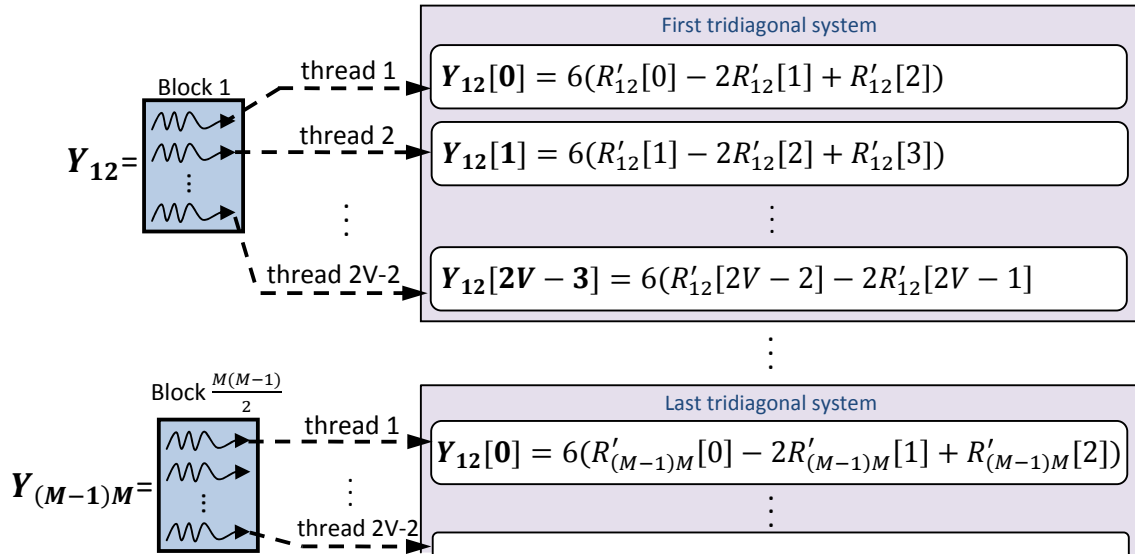 First tridiagonal system
Block 1
thread 1
Y₁₂[0] = 6(R′₁₂[0] − 2R′₁₂[1] + R′₁₂[2])
thread 2
Y₁₂[1] = 6(R′₁₂[1] − 2R′₁₂[2] + R′₁₂[3])
Y₁₂=
⋮
⋮
⋮
thread 2V-2
Y₁₂[2V − 3] = 6(R′₁₂[2V − 2] − 2R′₁₂[2V − 1]
⋮
Block M(M−1)/2
Last tridiagonal system
thread 1
Y₁₂[0] = 6(R′₍M−1₎M[0] − 2R′₍M−1₎M[1] + R′₍M−1₎M[2])
Y₍M−1₎M=
⋮
⋮
⋮
thread 2V-2